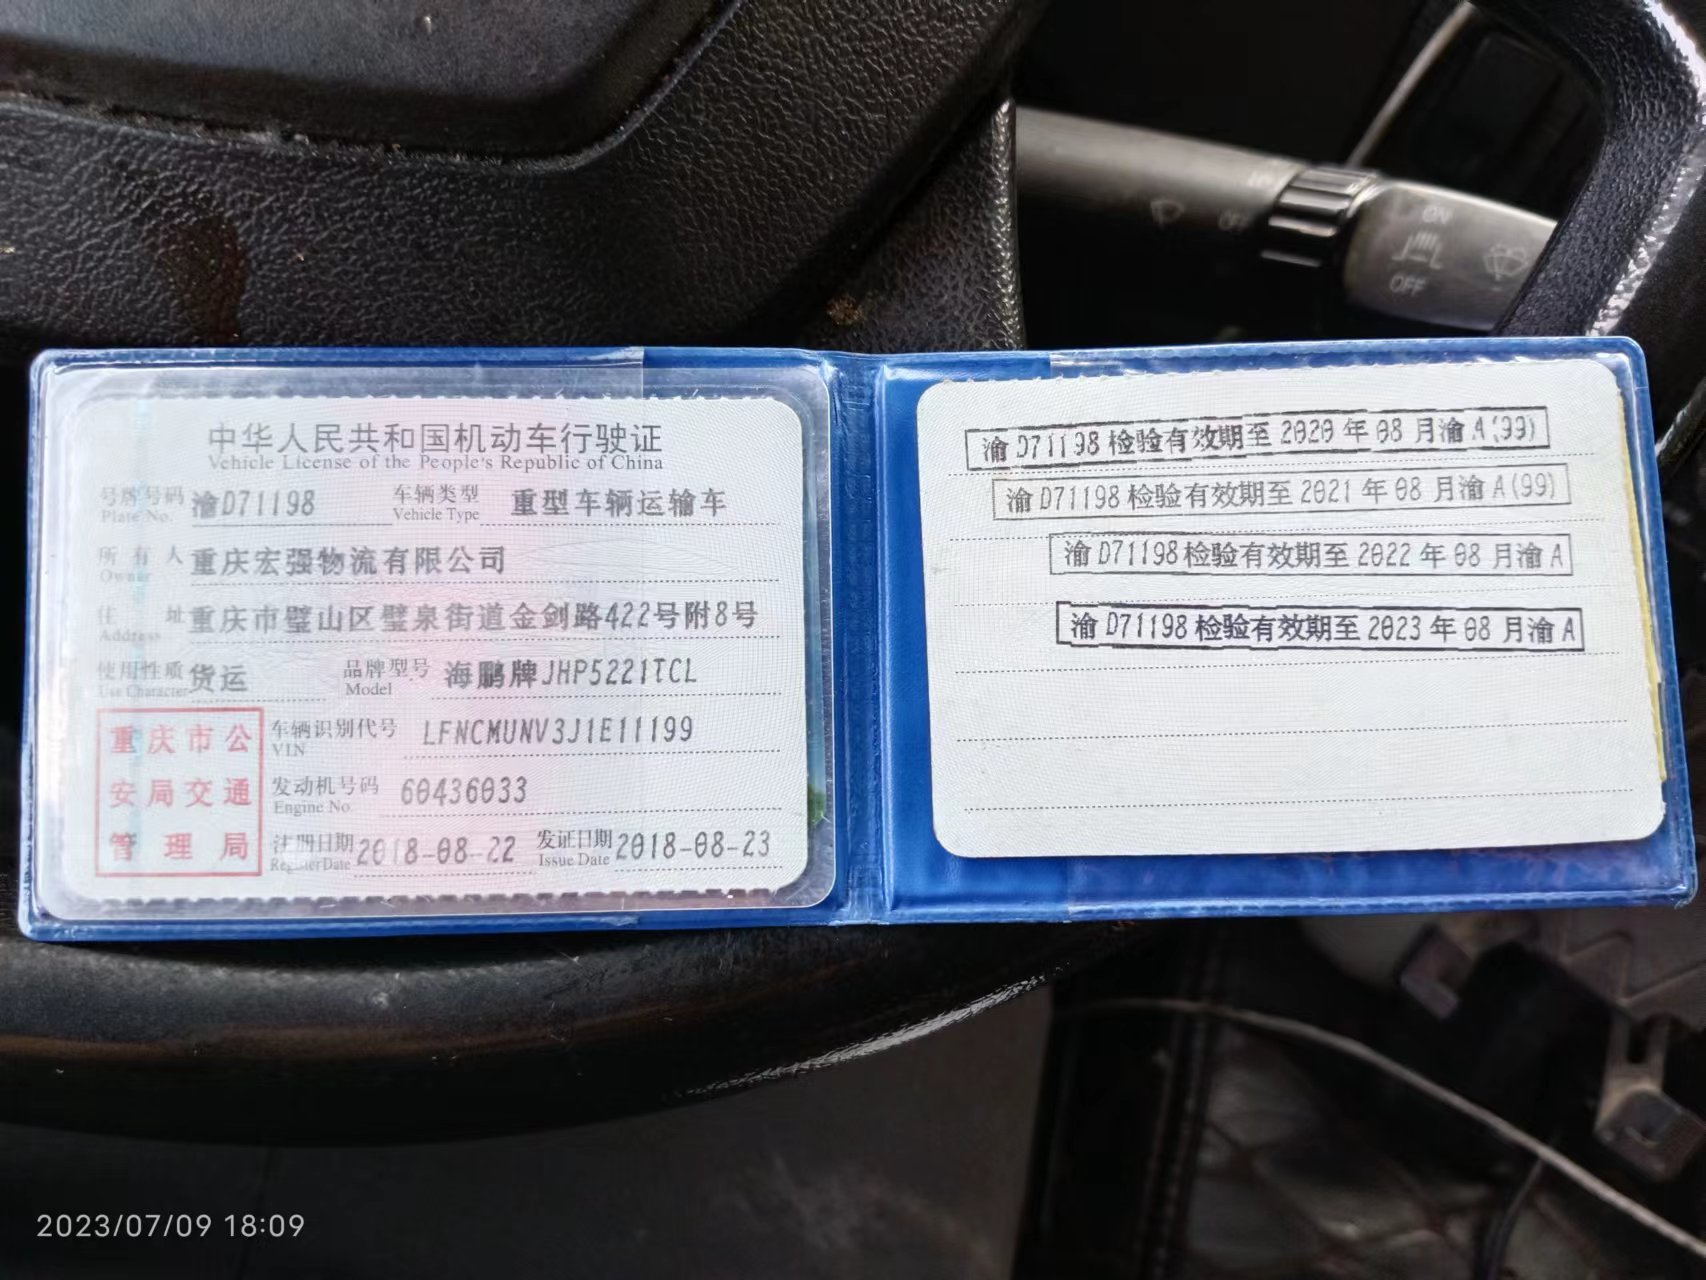 中华人民共和国机动车行驶证
Vehicle License of the People's Republic of China
号牌号码 渝D71198 车辆类型 重型车辆运输车
Plate No. Vehicle Type
所有人 重庆宏强物流有限公司
Owner
住址 重庆市璧山区璧泉街道金剑路422号附8号
Address
使用性质 货运 品牌型号 海鹏牌JHP5221TCL
Use Character Model
重庆市公
安局交通
管理局
车辆识别代号 LFNCMUNV3J1E11199
VIN
发动机号码 60436033
Engine No.
注册日期 2018-08-22 发证日期 2018-08-23
Register Date Issue Date
渝D71198检验有效期至2020年08月渝A(99)
渝D71198检验有效期至2021年08月渝A(99)
渝D71198检验有效期至2022年08月渝A
渝D71198检验有效期至2023年08月渝A
ON
OFF
2023/07/09 18:09